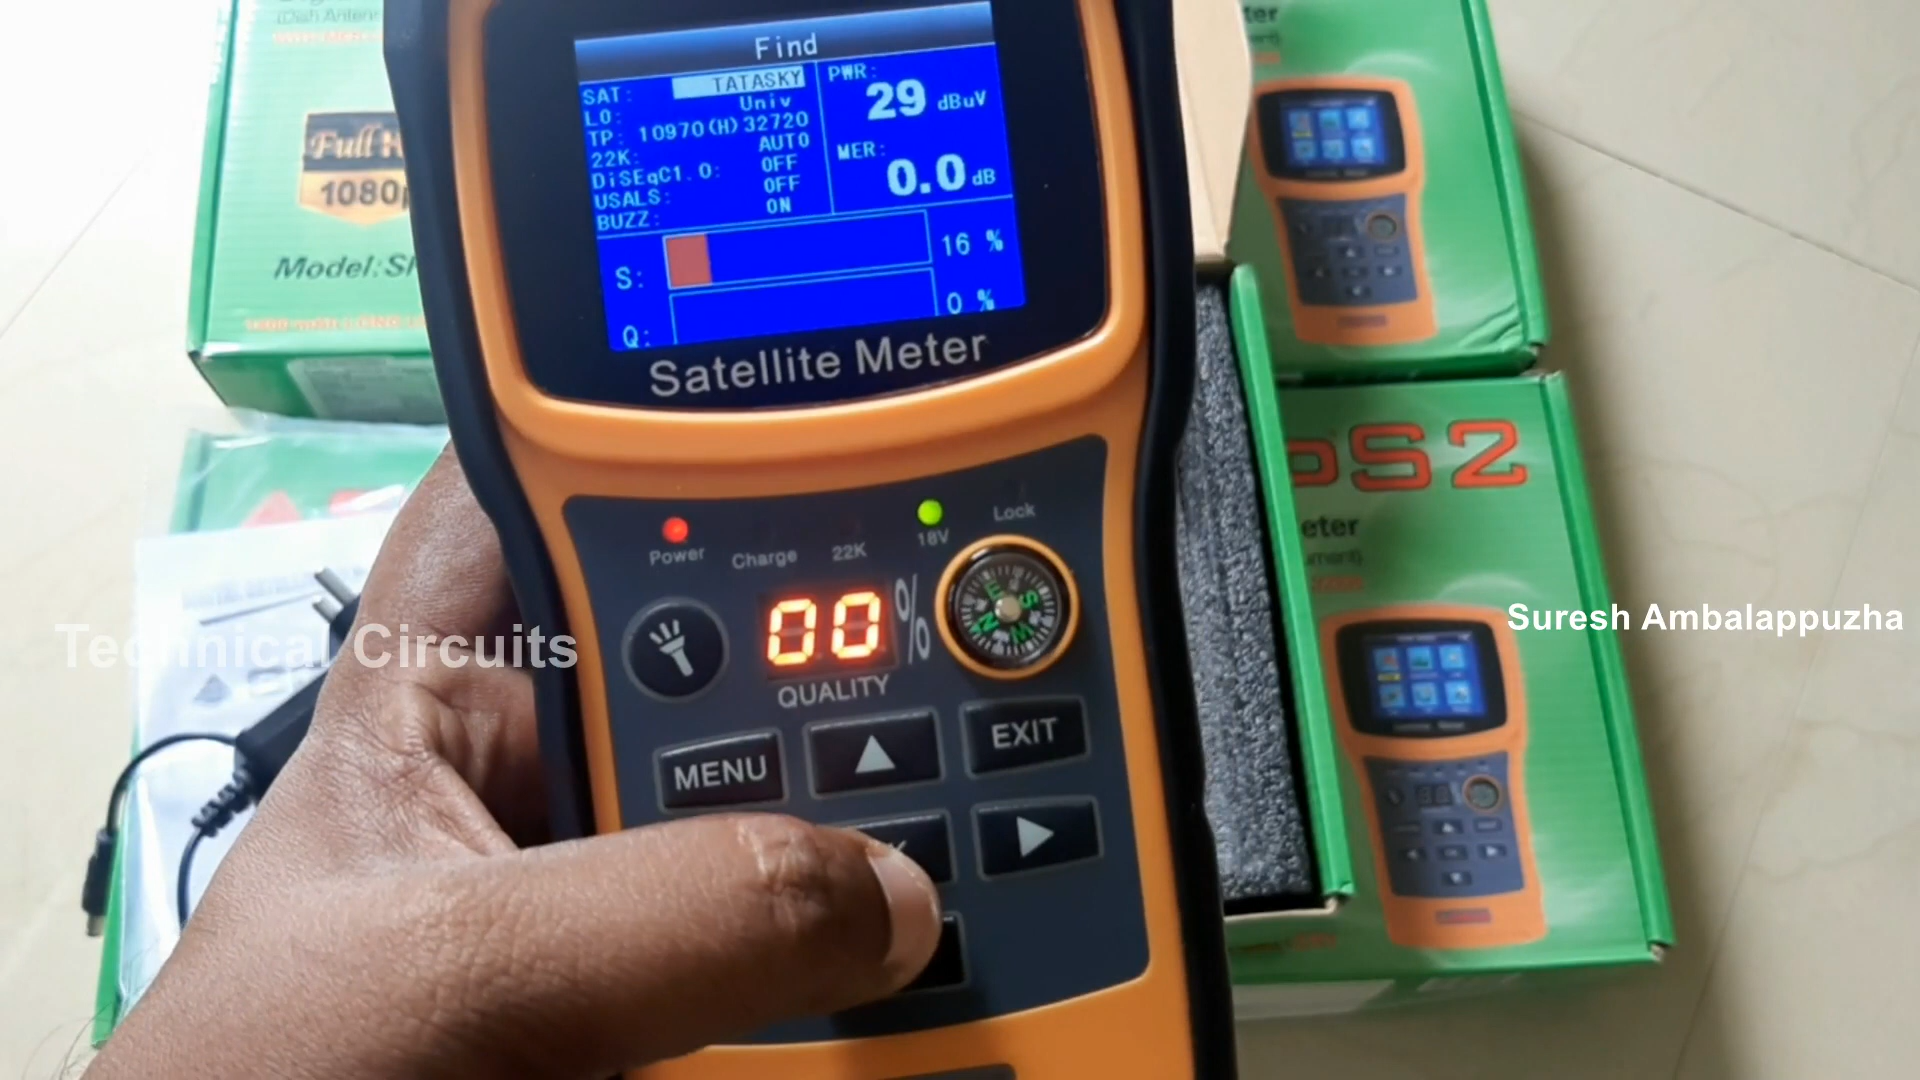 Find
SAT: TATASKY
LO: Univ
TP: 10970(H)32720
22K: AUTO
DiSEqC1.0: OFF
USALS: OFF
BUZZ: ON
PWR:
29 dBuV
MER:
0.0 dB
S: 16 %
Q: 0 %
Satellite Meter
Power
Charge
22K
18V
Lock
00 %
QUALITY
MENU
EXIT
Full H
1080p
Model:S
S2
eter
Technical Circuits
Suresh Ambalappuzha